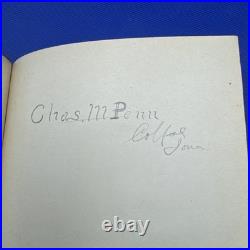 Chas. M Penn
Colfax
Iowa